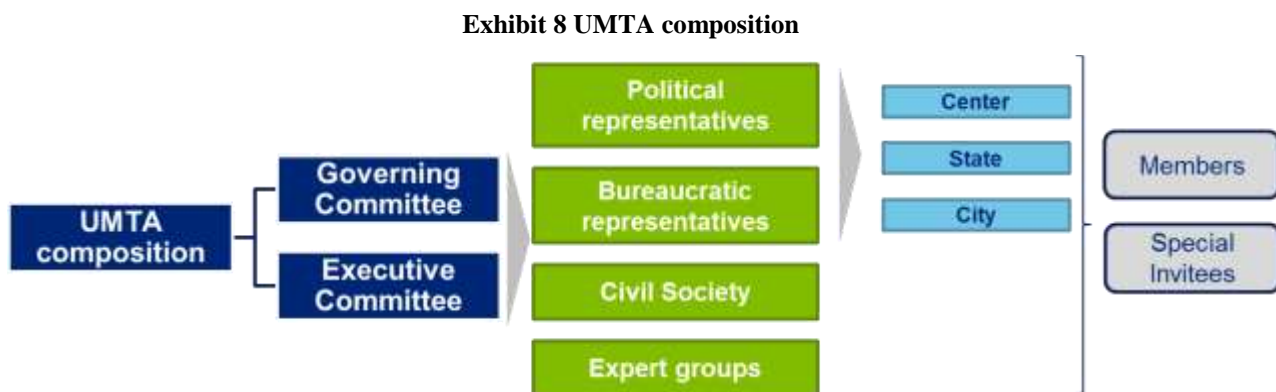 Exhibit 8 UMTA composition
UMTA
composition
Governing
Committee
Executive
Committee
Political
representatives
Bureaucratic
representatives
Civil Society
Expert groups
Center
State
City
Members
Special
Invitees